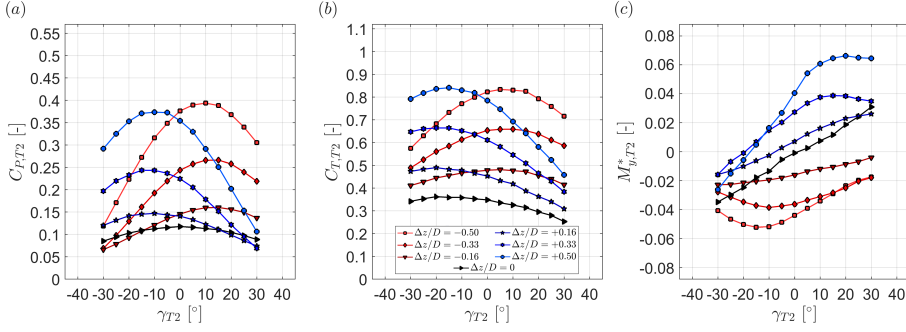 (a)
(b)
(c)
0.55
0.5
0.45
0.4
0.35
0.3
0.25
0.2
0.15
0.1
0.05
0
C_{P,T2} [-]
-40 -30 -20 -10 0 10 20 30 40
γ_{T2} [°]
1.1
1
0.9
0.8
0.7
0.6
0.5
0.4
0.3
0.2
0.1
0
C_{T,T2} [-]
Δz/D = −0.50
Δz/D = −0.33
Δz/D = −0.16
Δz/D = +0.16
Δz/D = +0.33
Δz/D = +0.50
Δz/D = 0
-40 -30 -20 -10 0 10 20 30 40
γ_{T2} [°]
0.08
0.06
0.04
0.02
0
-0.02
-0.04
-0.06
-0.08
M*_{y,T2} [-]
-40 -30 -20 -10 0 10 20 30 40
γ_{T2} [°]